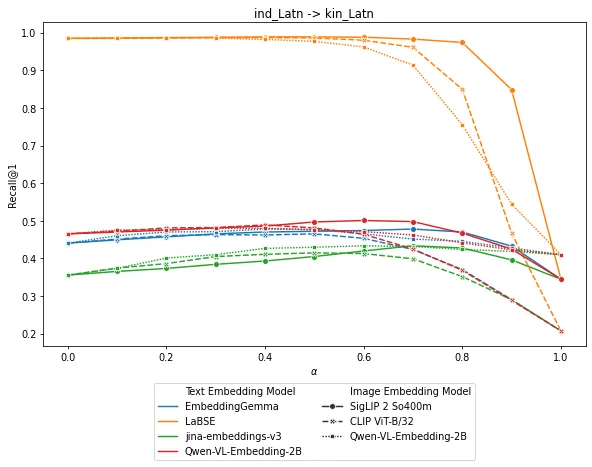 ind_Latn -> kin_Latn
Recall@1
1.0
0.9
0.8
0.7
0.6
0.5
0.4
0.3
0.2
0.0 0.2 0.4 0.6 0.8 1.0
α
Text Embedding Model Image Embedding Model
EmbeddingGemma SigLIP 2 So400m
LaBSE CLIP ViT-B/32
jina-embeddings-v3 Qwen-VL-Embedding-2B
Qwen-VL-Embedding-2B